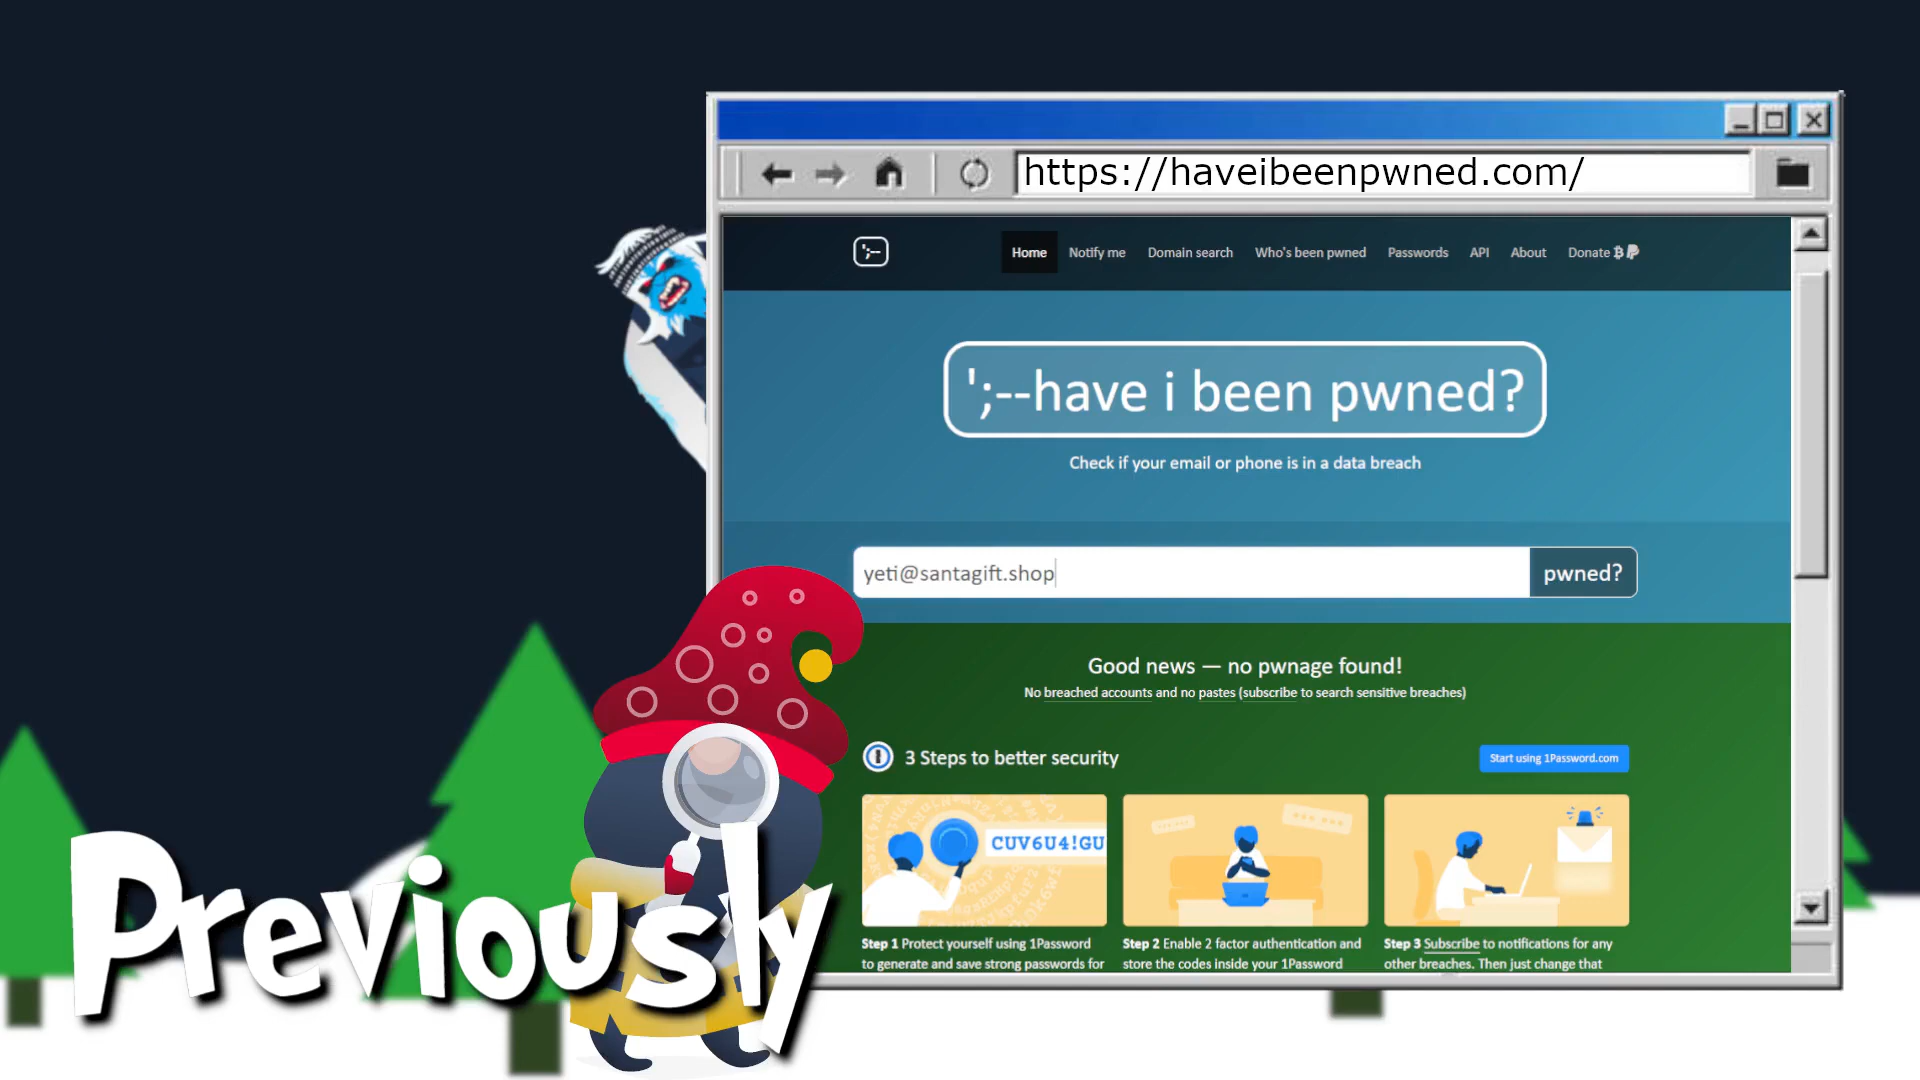 https://haveibeenpwned.com/
';--
Home Notify me Domain search Who's been pwned Passwords API About Donate
';--have i been pwned?
Check if your email or phone is in a data breach
yeti@santagift.shop
pwned?
Good news — no pwnage found!
No breached accounts and no pastes (subscribe to search sensitive breaches)
3 Steps to better security
Start using 1Password.com
CUV6U4!GU
Step 1 Protect yourself using 1Password
to generate and save strong passwords for
Step 2 Enable 2 factor authentication and
store the codes inside your 1Password
Step 3 Subscribe to notifications for any
other breaches. Then just change that
Previously